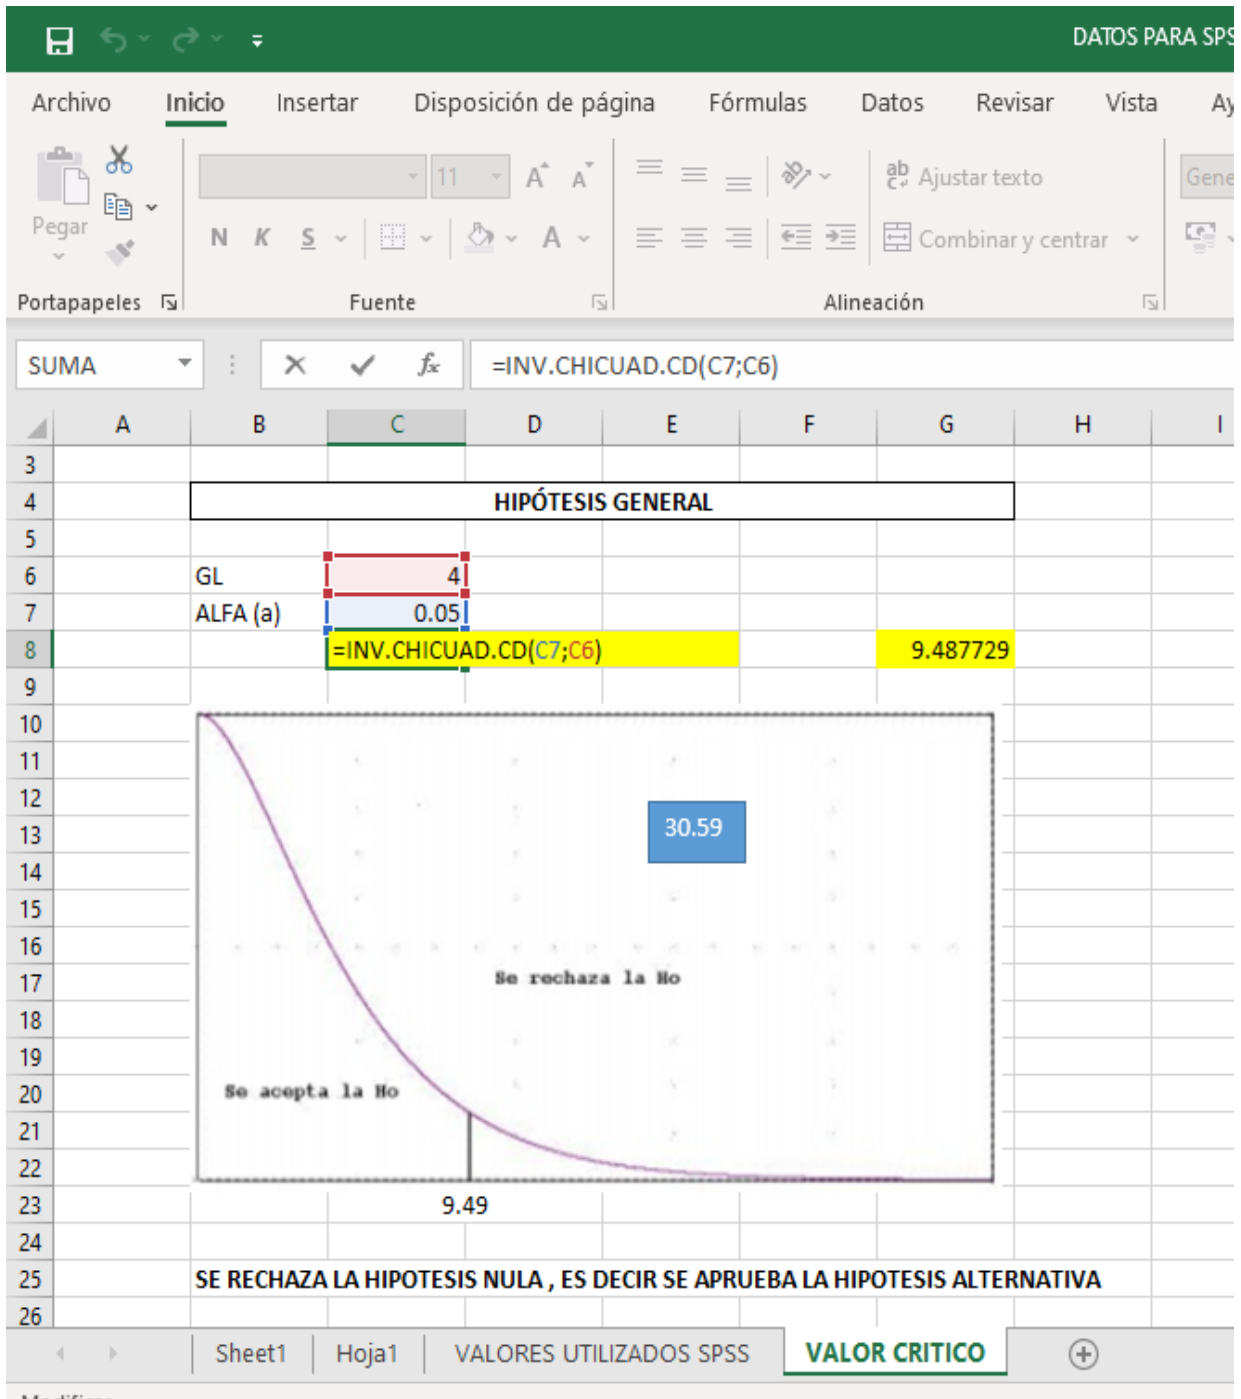 DATOS PARA SPS
Archivo Inicio Insertar Disposición de página Fórmulas Datos Revisar Vista Ay
Pegar 11 A A ab Ajustar texto Gene
N K S A Combinar y centrar
Portapapeles Fuente Alineación
SUMA fx =INV.CHICUAD.CD(C7;C6)
A B C D E F G H I
3
4 HIPÓTESIS GENERAL
5
6 GL 4
7 ALFA (a) 0.05
8 =INV.CHICUAD.CD(C7;C6) 9.487729
9
10
11
12
13 30.59
14
15
16
17 Se rechaza la Ho
18
19
20 Se acepta la Ho
21
22
23 9.49
24
25 SE RECHAZA LA HIPOTESIS NULA , ES DECIR SE APRUEBA LA HIPOTESIS ALTERNATIVA
26
Sheet1 Hoja1 VALORES UTILIZADOS SPSS VALOR CRITICO